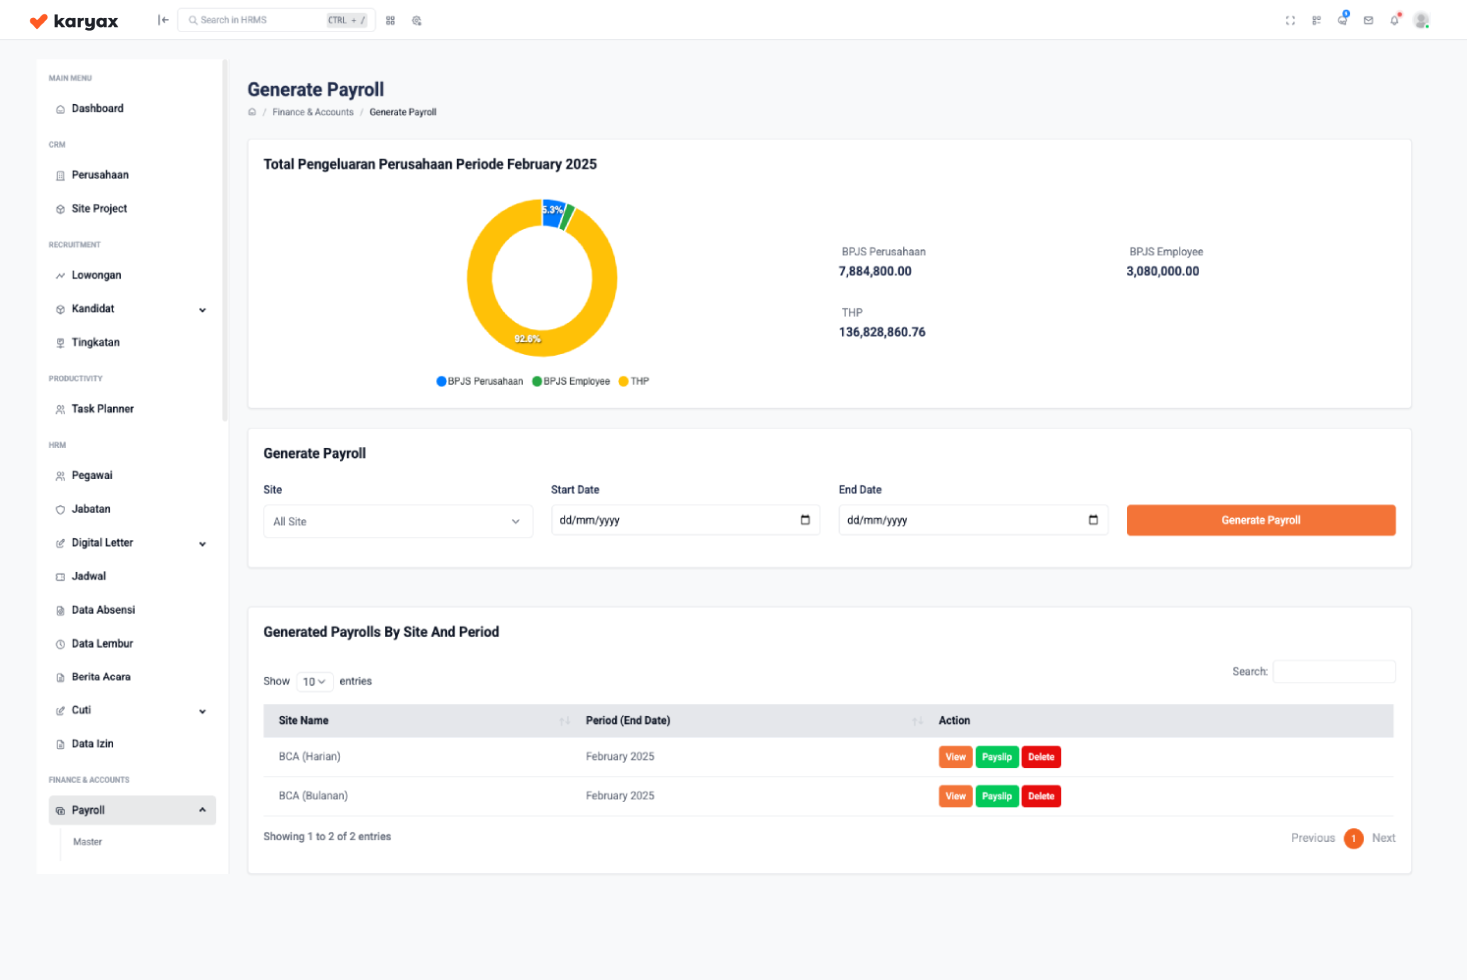 karyax
Search in HRMS
CTRL + /
MAIN MENU
Dashboard
CRM
Perusahaan
Site Project
RECRUITMENT
Lowongan
Kandidat
Tingkatan
PRODUCTIVITY
Task Planner
HRM
Pegawai
Jabatan
Digital Letter
Jadwal
Data Absensi
Data Lembur
Berita Acara
Cuti
Data Izin
FINANCE & ACCOUNTS
Payroll
Master
Generate Payroll
/ Finance & Accounts / Generate Payroll
Total Pengeluaran Perusahaan Periode February 2025
5.3%
92.6%
BPJS Perusahaan BPJS Employee THP
BPJS Perusahaan
7,884,800.00
BPJS Employee
3,080,000.00
THP
136,828,860.76
Generate Payroll
Site
All Site
Start Date
dd/mm/yyyy
End Date
dd/mm/yyyy
Generate Payroll
Generated Payrolls By Site And Period
Show 10 entries
Search:
Site Name Period (End Date) Action
BCA (Harian) February 2025 View Payslip Delete
BCA (Bulanan) February 2025 View Payslip Delete
Showing 1 to 2 of 2 entries
Previous 1 Next